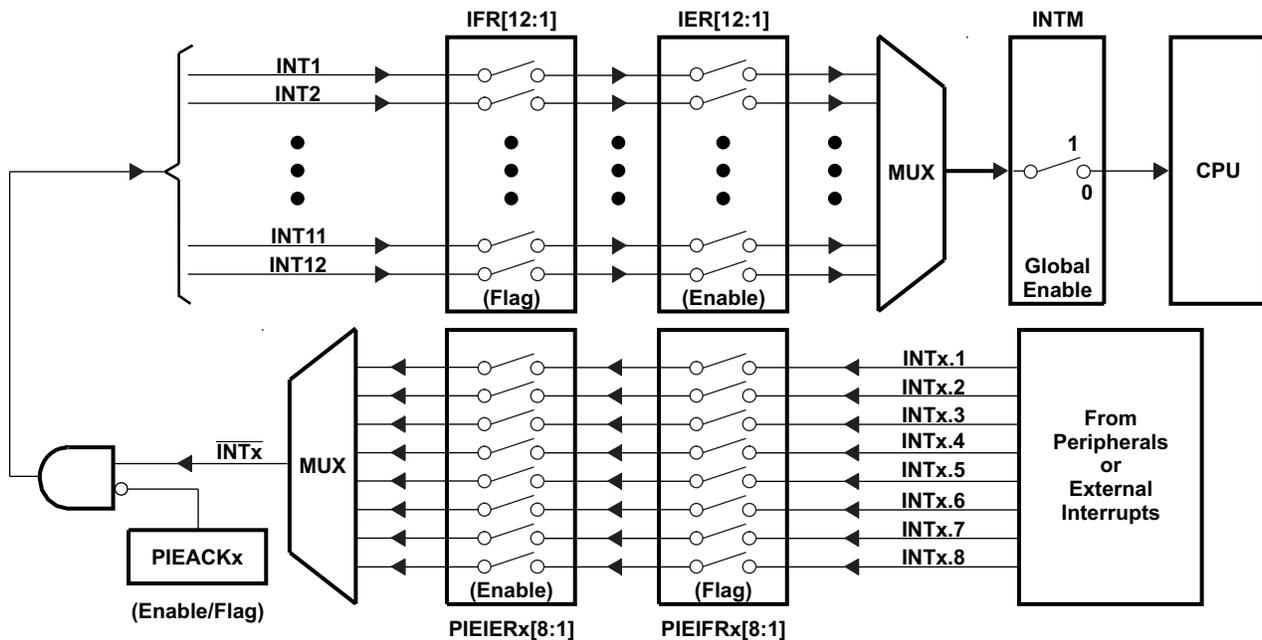 IFR[12:1]
IER[12:1]
INTM
INT1
INT2
1
MUX
CPU
0
INT11
INT12
Global
Enable
(Flag)
(Enable)
INTx.1
INTx.2
INTx.3
INTx.4
INTx.5
INTx.6
INTx.7
INTx.8
From
Peripherals
or
External
Interrupts
INTx
MUX
PIEACKx
(Enable/Flag)
(Enable)
(Flag)
PIEIERx[8:1]
PIEIFRx[8:1]